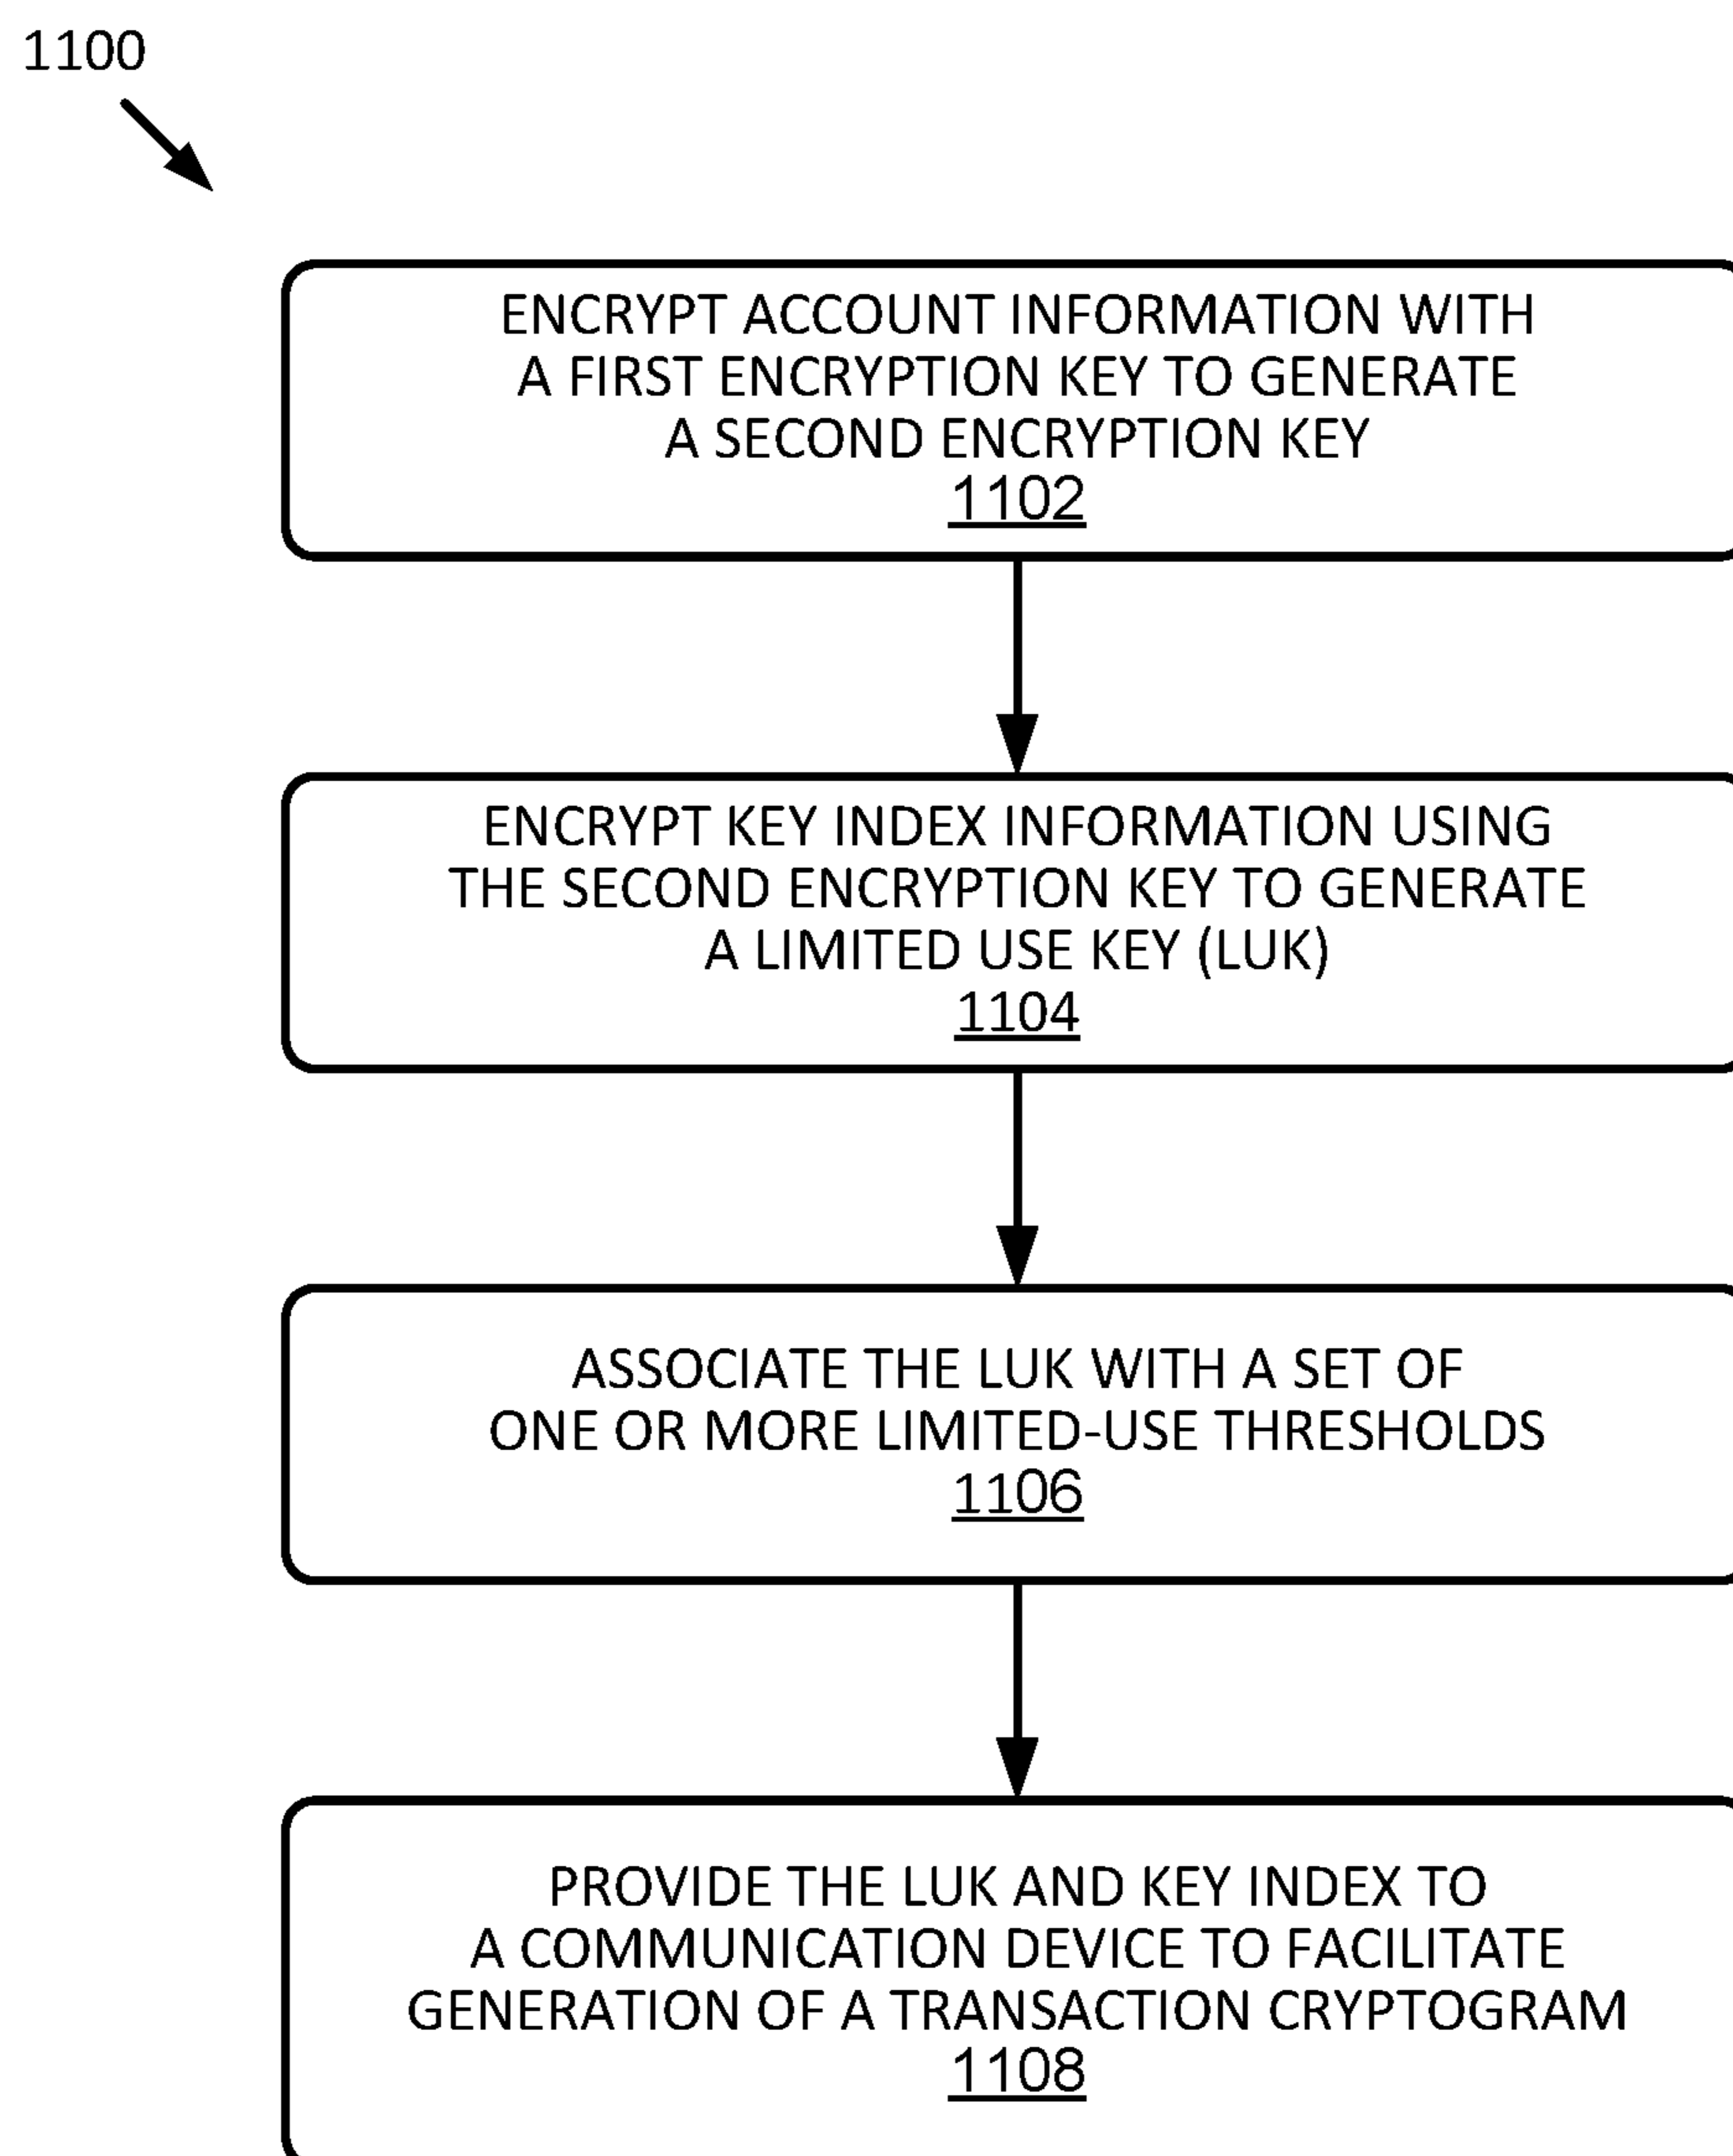 1100
ENCRYPT ACCOUNT INFORMATION WITH
A FIRST ENCRYPTION KEY TO GENERATE
A SECOND ENCRYPTION KEY
1102
ENCRYPT KEY INDEX INFORMATION USING
THE SECOND ENCRYPTION KEY TO GENERATE
A LIMITED USE KEY (LUK)
1104
ASSOCIATE THE LUK WITH A SET OF
ONE OR MORE LIMITED-USE THRESHOLDS
1106
PROVIDE THE LUK AND KEY INDEX TO
A COMMUNICATION DEVICE TO FACILITATE
GENERATION OF A TRANSACTION CRYPTOGRAM
1108